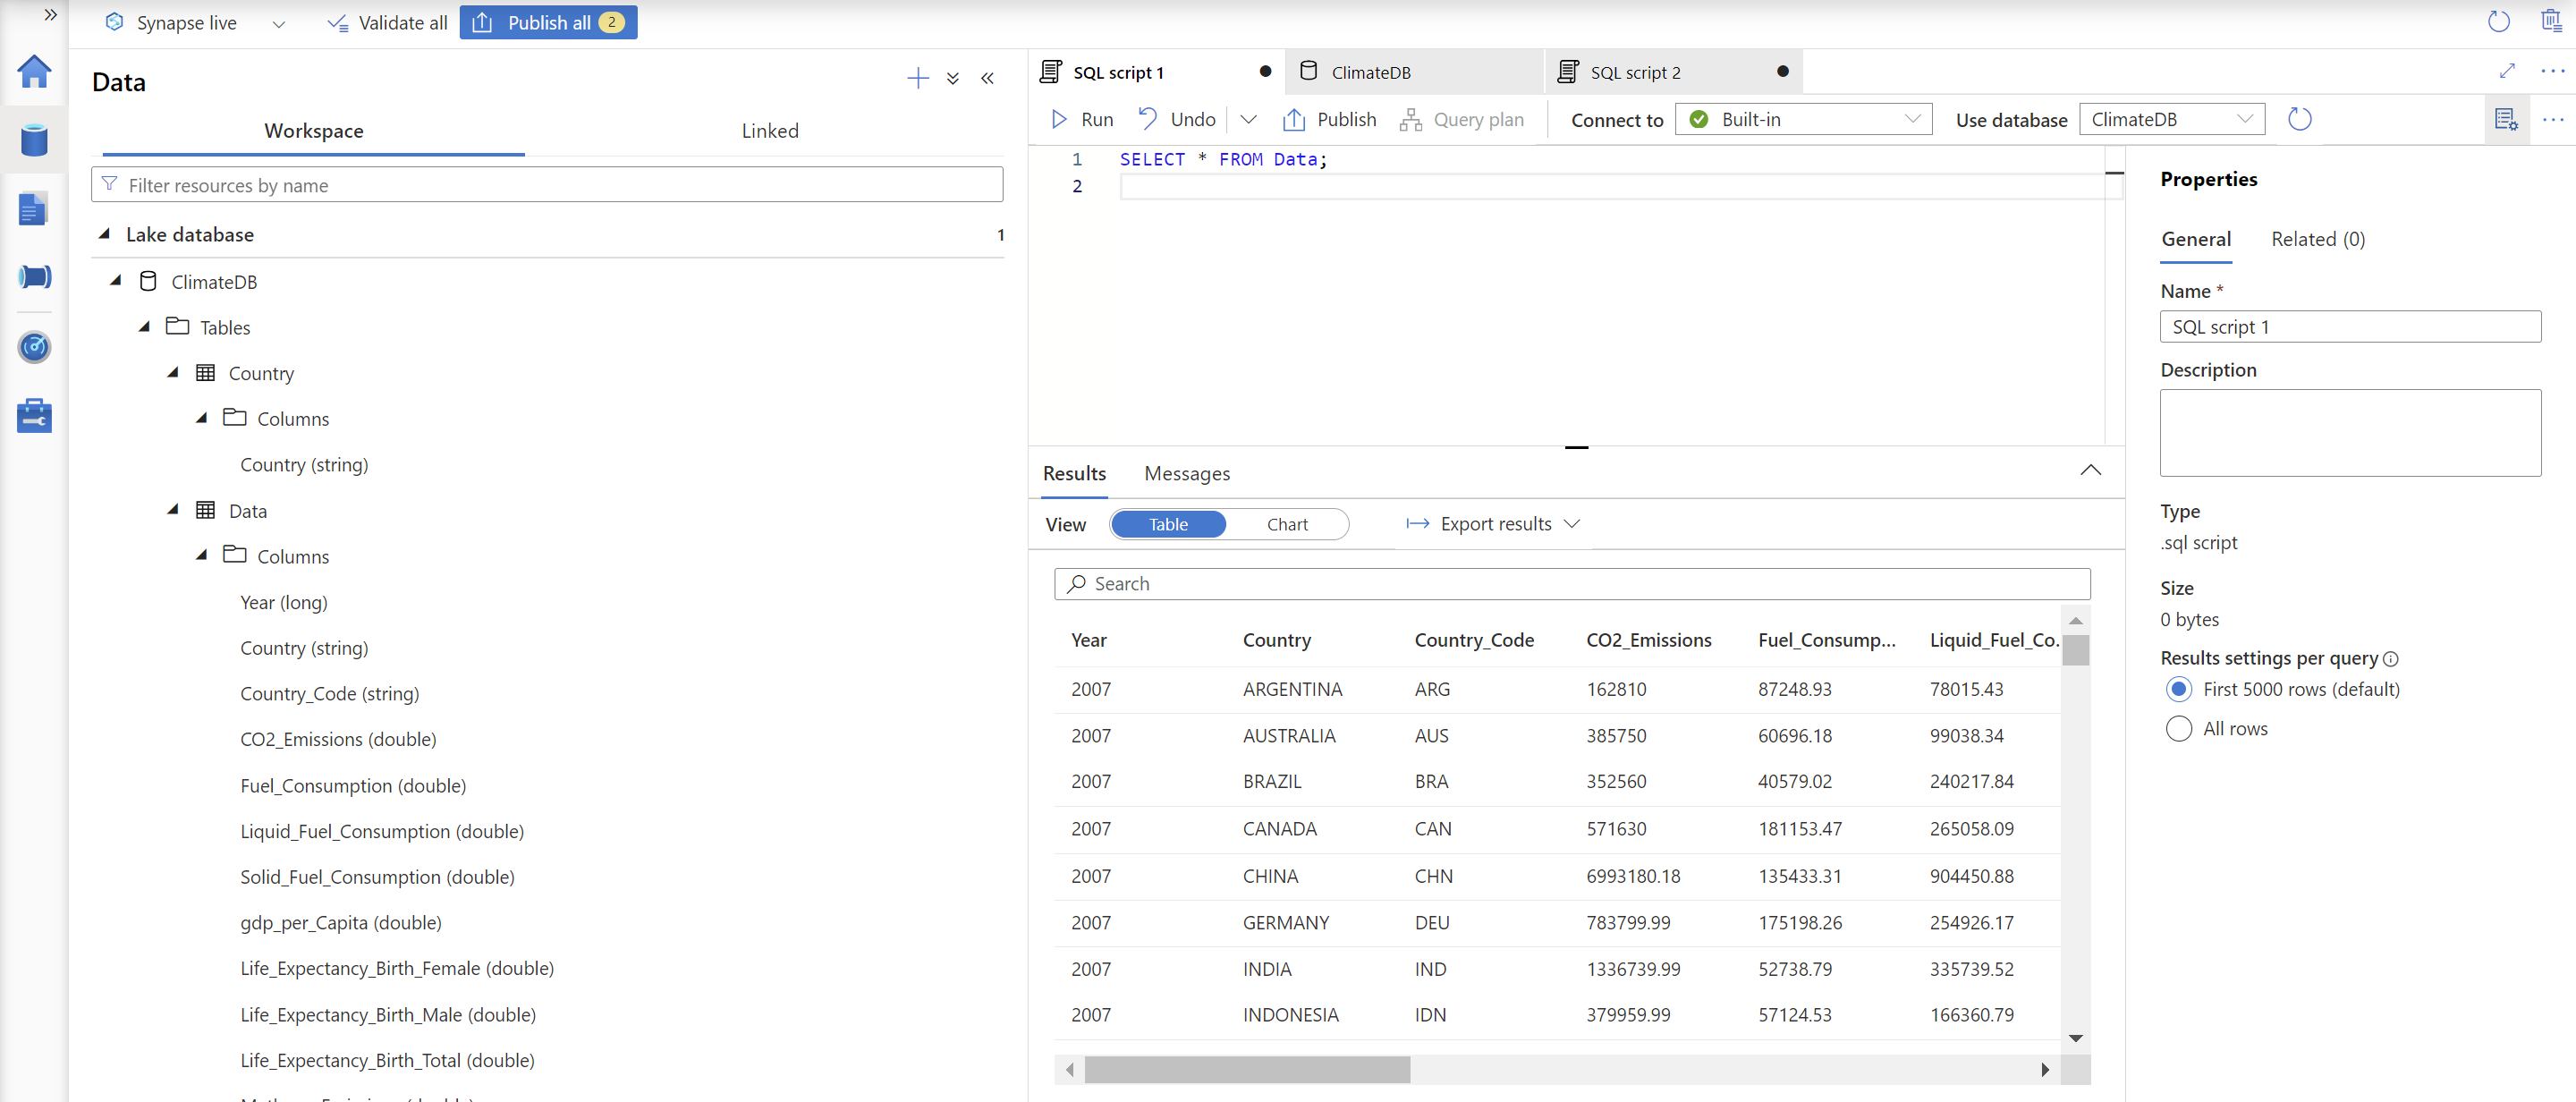 Synapse live
Validate all
Publish all 2
Data
Workspace
Linked
Filter resources by name
Lake database
1
ClimateDB
Tables
Country
Columns
Country (string)
Data
Columns
Year (long)
Country (string)
Country_Code (string)
CO2_Emissions (double)
Fuel_Consumption (double)
Liquid_Fuel_Consumption (double)
Solid_Fuel_Consumption (double)
gdp_per_Capita (double)
Life_Expectancy_Birth_Female (double)
Life_Expectancy_Birth_Male (double)
Life_Expectancy_Birth_Total (double)
SQL script 1
ClimateDB
SQL script 2
Run
Undo
Publish
Query plan
Connect to
Built-in
Use database
ClimateDB
1 SELECT * FROM Data;
2
Results
Messages
View
Table
Chart
Export results
Search
Year Country Country_Code CO2_Emissions Fuel_Consump... Liquid_Fuel_Co.
2007 ARGENTINA ARG 162810 87248.93 78015.43
2007 AUSTRALIA AUS 385750 60696.18 99038.34
2007 BRAZIL BRA 352560 40579.02 240217.84
2007 CANADA CAN 571630 181153.47 265058.09
2007 CHINA CHN 6993180.18 135433.31 904450.88
2007 GERMANY DEU 783799.99 175198.26 254926.17
2007 INDIA IND 1336739.99 52738.79 335739.52
2007 INDONESIA IDN 379959.99 57124.53 166360.79
Properties
General
Related (0)
Name *
SQL script 1
Description
Type
.sql script
Size
0 bytes
Results settings per query
First 5000 rows (default)
All rows